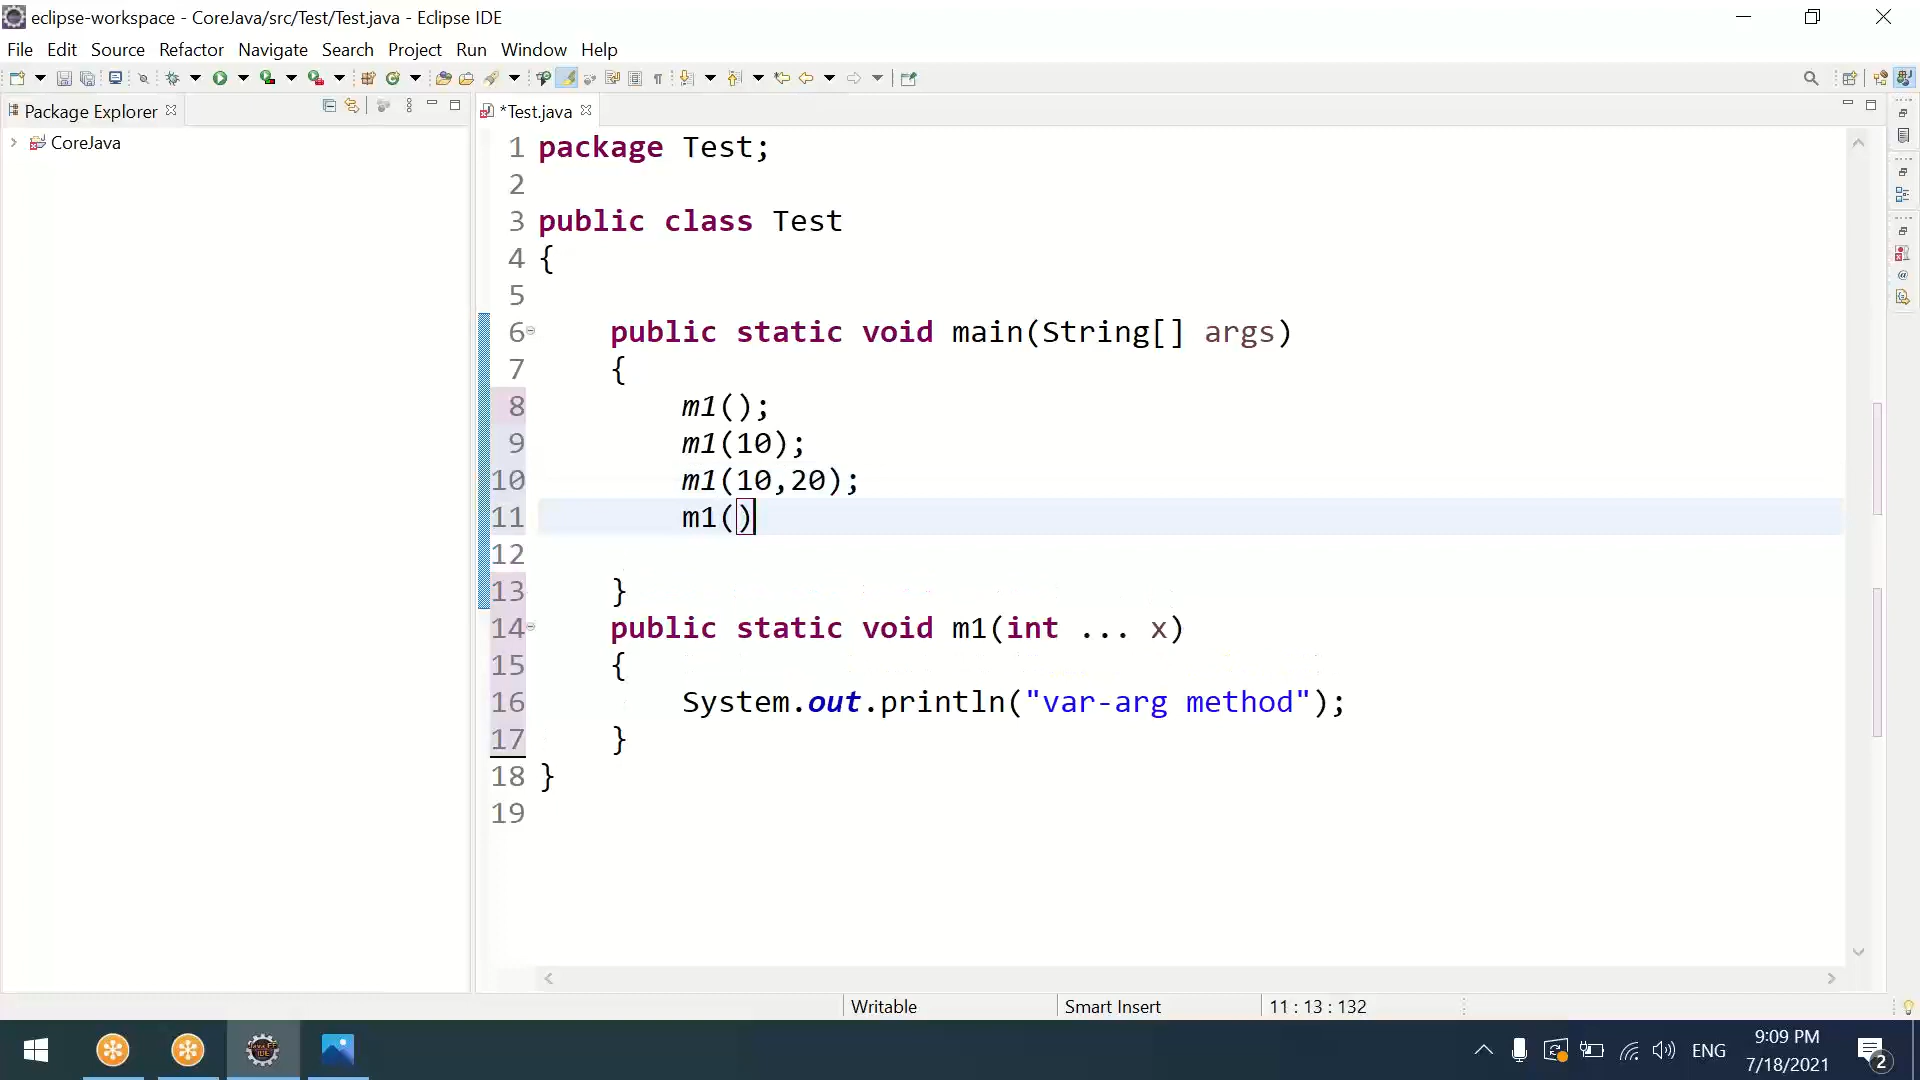 eclipse-workspace - CoreJava/src/Test/Test.java - Eclipse IDE
File Edit Source Refactor Navigate Search Project Run Window Help
Package Explorer
*Test.java
CoreJava
1 package Test;
2
3 public class Test
4 {
5
6 public static void main(String[] args)
7 {
8 m1();
9 m1(10);
10 m1(10,20);
11 m1()
12
13 }
14 public static void m1(int ... x)
15 {
16 System.out.println("var-arg method");
17 }
18 }
19
Writable Smart Insert 11 : 13 : 132
ENG
9:09 PM
7/18/2021
2